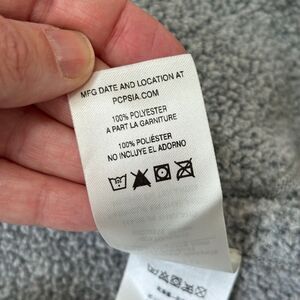 MFG DATE AND LOCATION AT
PCPSIA.COM
100% POLYESTER
A PART LA GARNITURE
100% POLIÉSTER
NO INCLUYE EL ADORNO